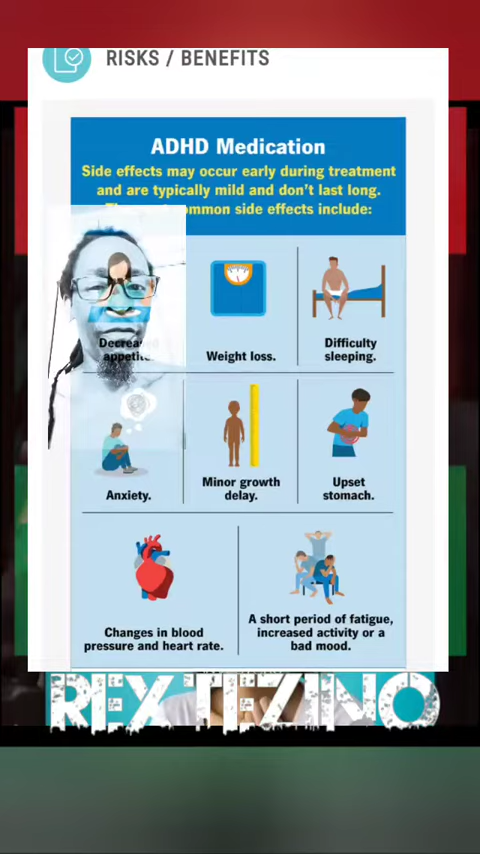 RISKS / BENEFITS
ADHD Medication
Side effects may occur early during treatment
and are typically mild and don't last long.
common side effects include:
Decreased
appetite.
Weight loss.
Difficulty
sleeping.
Anxiety.
Minor growth
delay.
Upset
stomach.
Changes in blood
pressure and heart rate.
A short period of fatigue,
increased activity or a
bad mood.
REX TEZINO